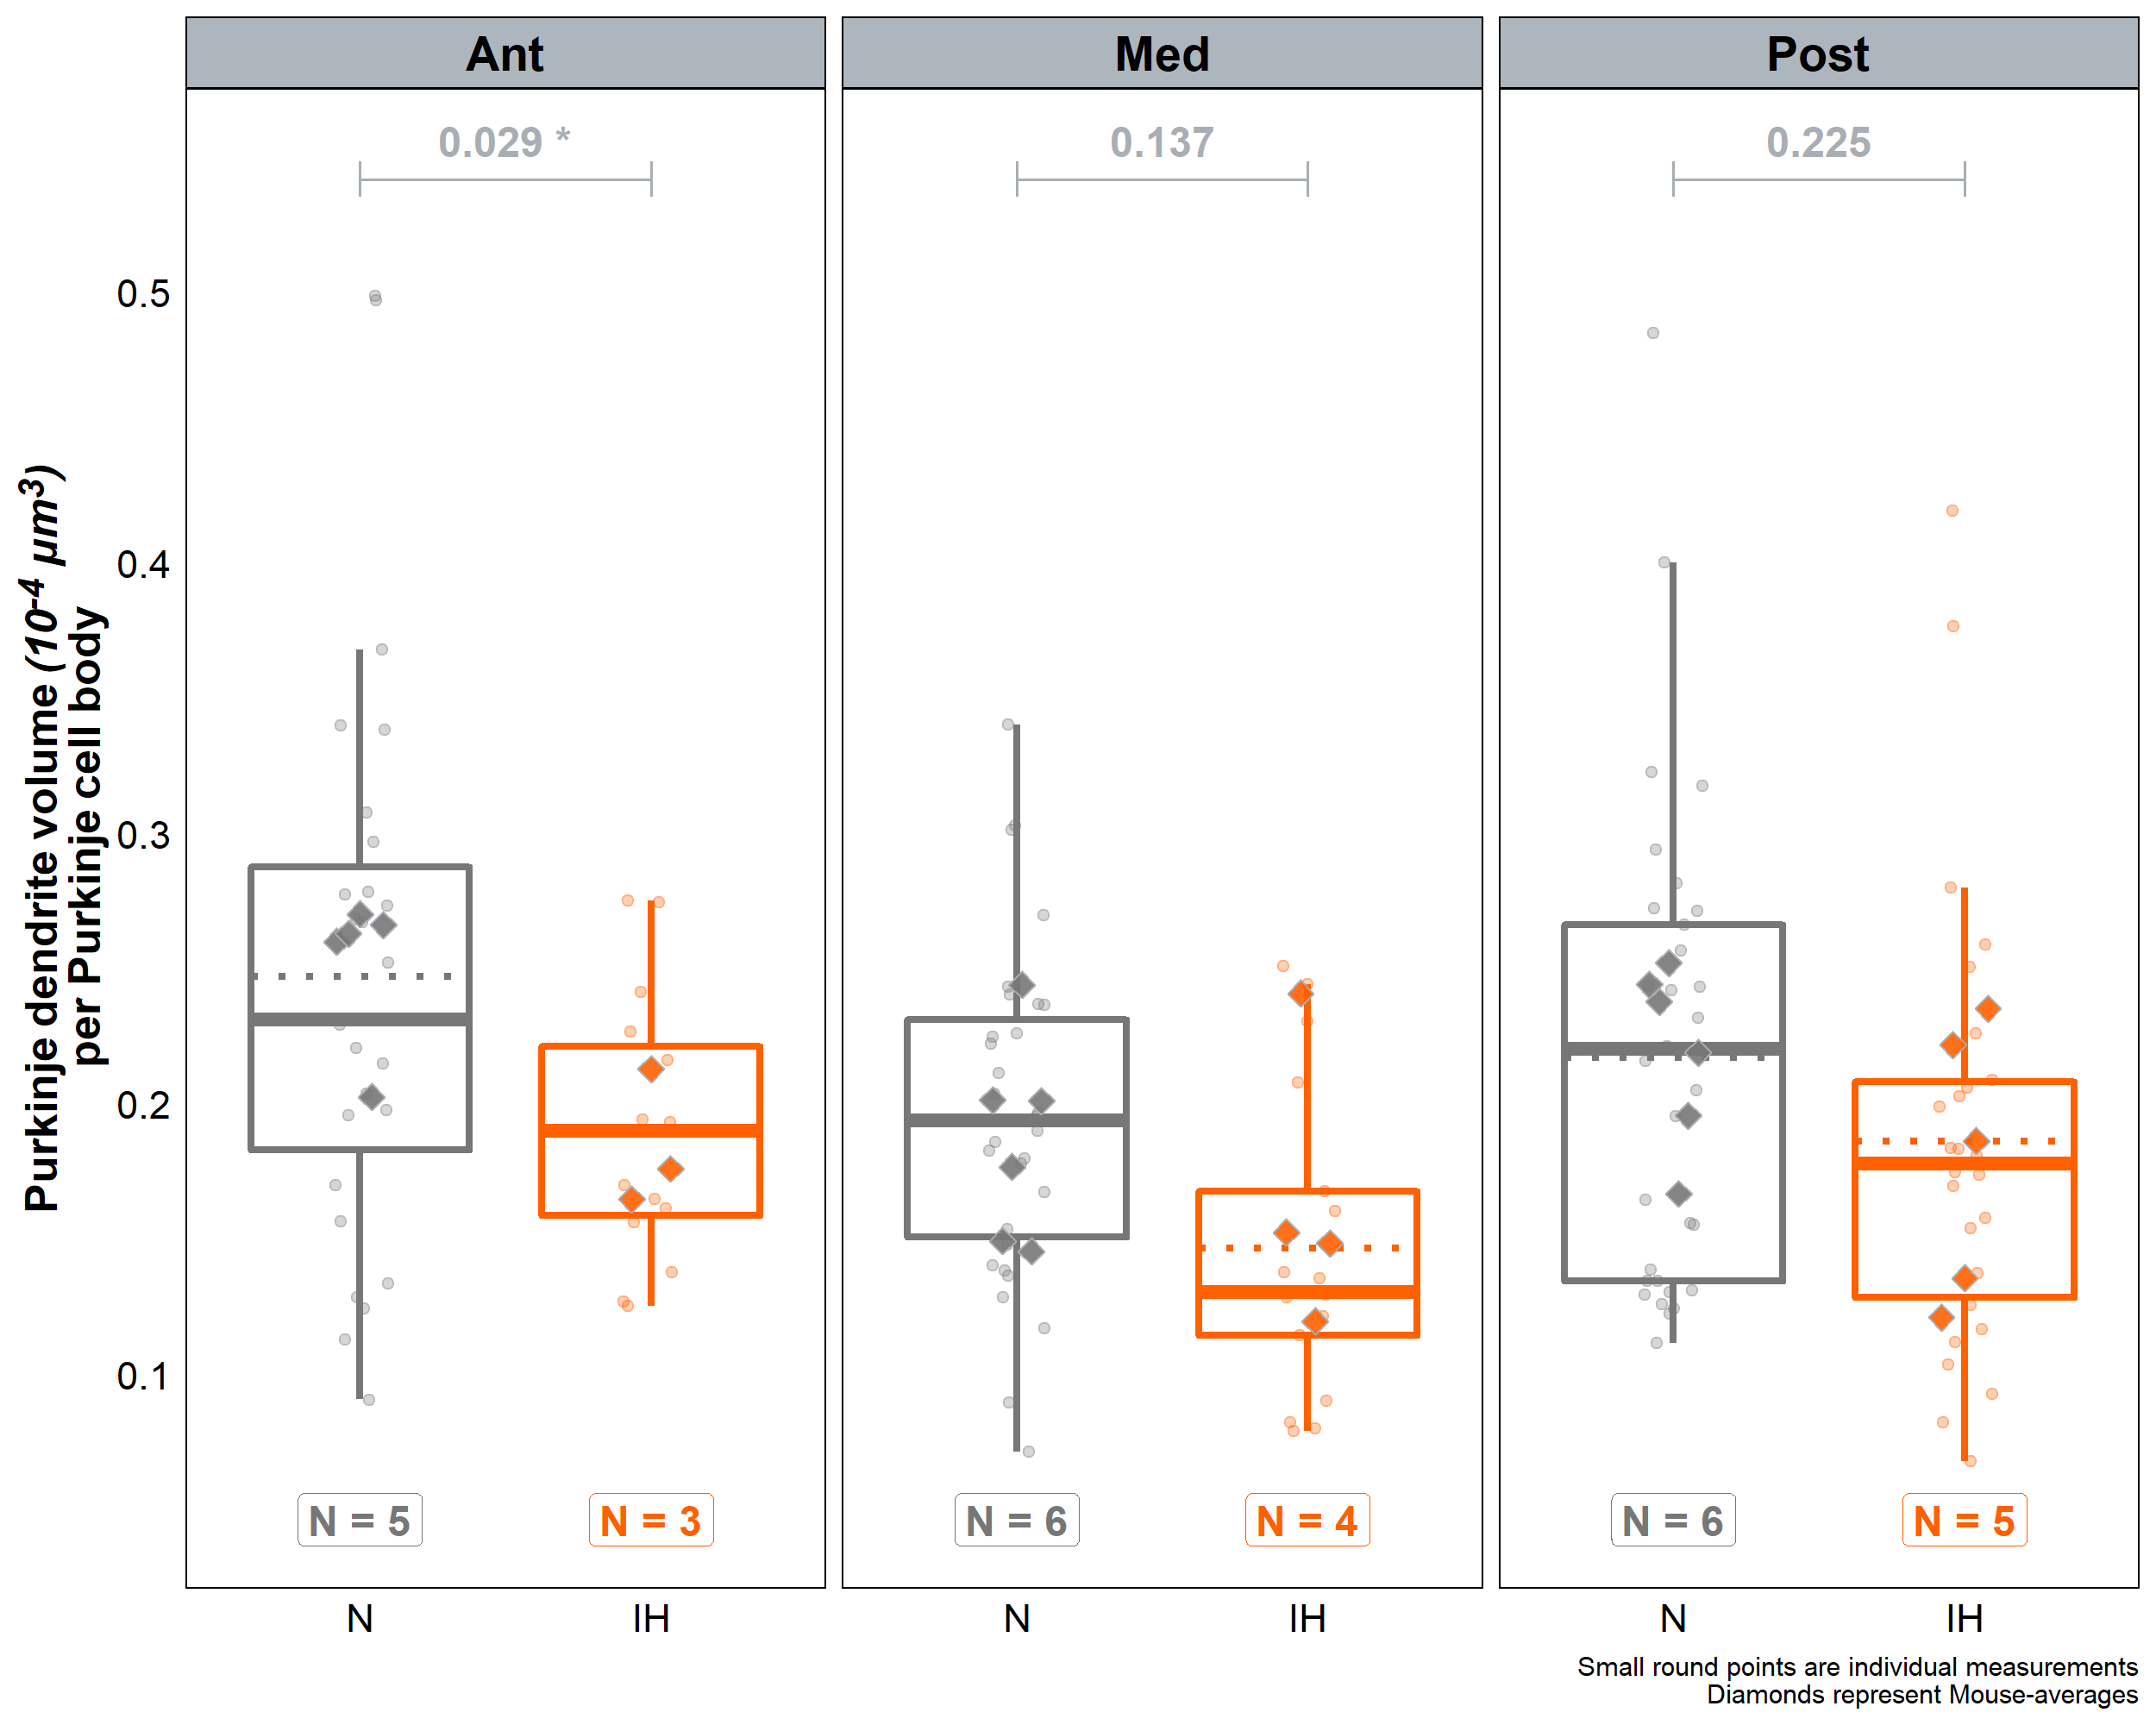 Ant
Med
Post
0.029 *
0.137
0.225
0.5
0.4
0.3
0.2
0.1
Purkinje dendrite volume (10⁻⁴ µm³)
per Purkinje cell body
N = 5
N = 3
N = 6
N = 4
N = 6
N = 5
N
IH
N
IH
N
IH
Small round points are individual measurements
Diamonds represent Mouse-averages